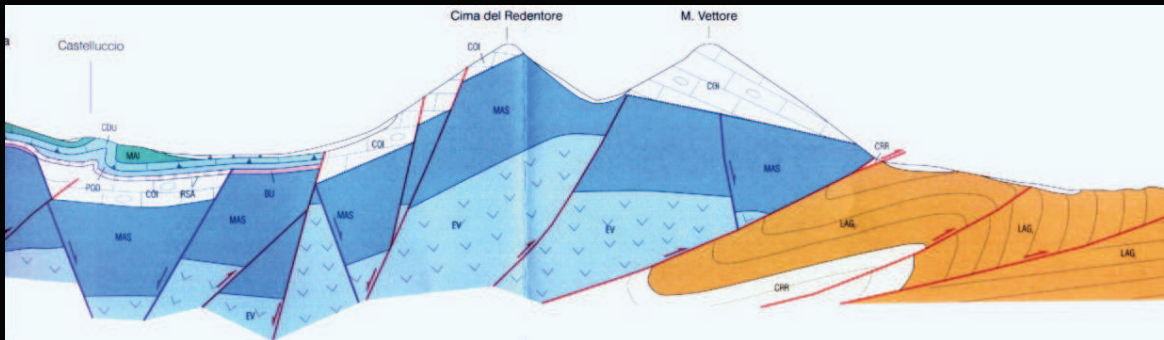 Cima del Redentore
M. Vettore
a
Castelluccio
COI
COI
CDU
MAI
MAS
CRR
COI
POD
COI
RSA
BU
MAS
MAS
MAS
MAS
LAG
LAG
LAG
EV
EV
EV
CRR